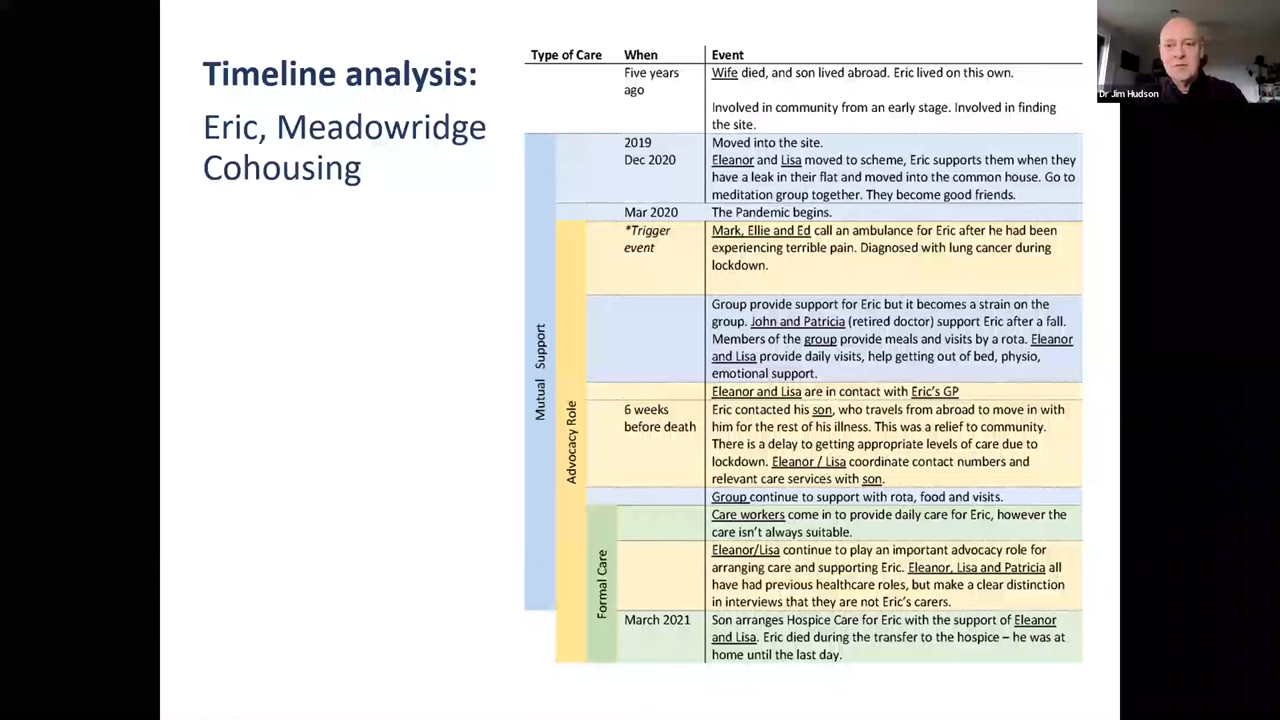 Timeline analysis:
Eric, Meadowridge
Cohousing
Type of Care When Event
Five years Wife died, and son lived abroad. Eric lived on this own.
ago
Involved in community from an early stage. Involved in finding
the site.
2019 Moved into the site.
Dec 2020 Eleanor and Lisa moved to scheme, Eric supports them when they
have a leak in their flat and moved into the common house. Go to
meditation group together. They become good friends.
Mar 2020 The Pandemic begins.
*Trigger Mark, Ellie and Ed call an ambulance for Eric after he had been
event experiencing terrible pain. Diagnosed with lung cancer during
lockdown.
Group provide support for Eric but it becomes a strain on the
group. John and Patricia (retired doctor) support Eric after a fall.
Members of the group provide meals and visits by a rota. Eleanor
and Lisa provide daily visits, help getting out of bed, physio,
emotional support.
Eleanor and Lisa are in contact with Eric's GP
6 weeks Eric contacted his son, who travels from abroad to move in with
before death him for the rest of his illness. This was a relief to community.
There is a delay to getting appropriate levels of care due to
lockdown. Eleanor / Lisa coordinate contact numbers and
relevant care services with son.
Group continue to support with rota, food and visits.
Care workers come in to provide daily care for Eric, however the
care isn't always suitable.
Eleanor/Lisa continue to play an important advocacy role for
arranging care and supporting Eric. Eleanor, Lisa and Patricia all
have had previous healthcare roles, but make a clear distinction
in interviews that they are not Eric's carers.
March 2021 Son arranges Hospice Care for Eric with the support of Eleanor
and Lisa. Eric died during the transfer to the hospice – he was at
home until the last day.
Mutual Support
Advocacy Role
Formal Care
Dr Jim Hudson